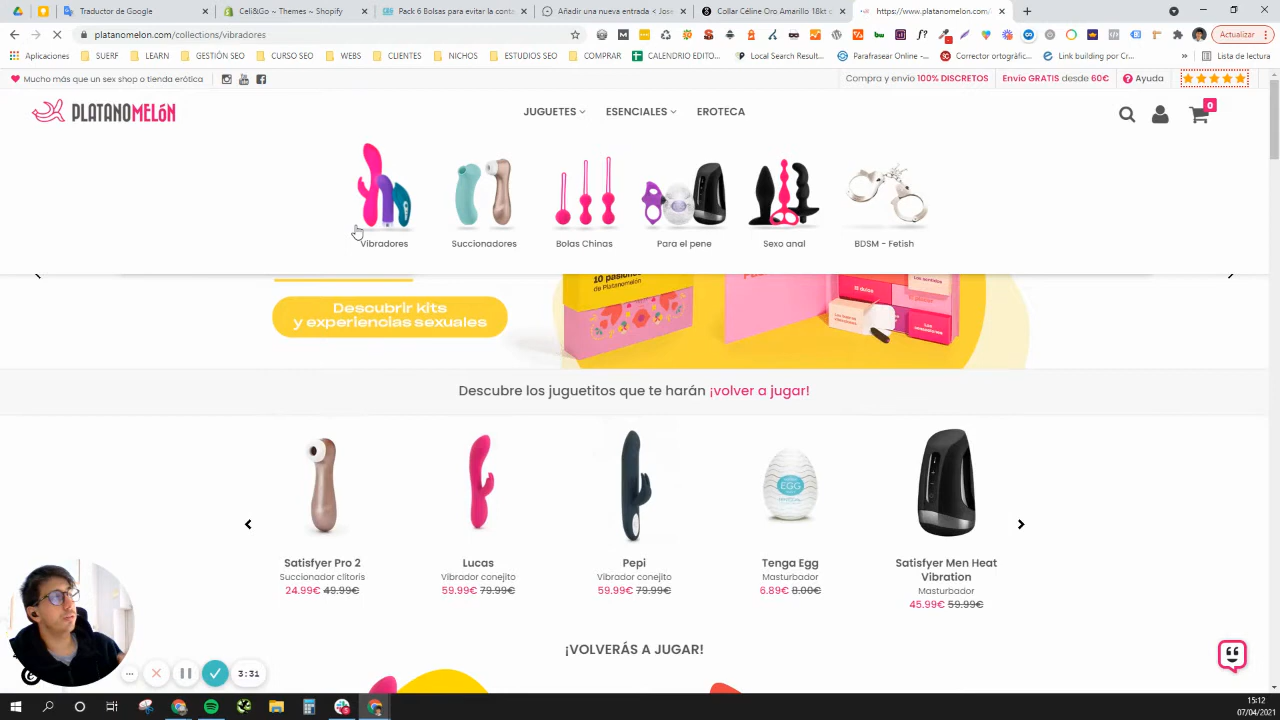 Traductor de Google
Cell&Go ~ Themes ~ Shopify
Pack 6 Bolsas para evitar la conta
Añadir una nueva entrada < Jose
Collar Céline Oro Amarillo 18kt c
https://www.platanomelon.com/c
platanomelon.com/collections/vibradores
Actualizar
Aplicaciones
SUERF
LEARN
GESTIÓN SEO
CURSO SEO
WEBS
CLIENTES
NICHOS
ESTUDIOS SEO
COMPRAR
CALENDARIO EDITO...
Local Search Result...
Parafrasear Online -...
Corrector ortográfic...
Link building por Cr...
»
Lista de lectura
Mucho más que un sex shop o tienda erótica
Compra y envío 100% DISCRETOS
Envío GRATIS desde 60€
Ayuda
PLATANOMELÓN
JUGUETES
ESENCIALES
EROTECA
0
Vibradores
Succionadores
Bolas Chinas
Para el pene
Sexo anal
BDSM - Fetish
10 pasiones
de Platanomelón
Descubrir kits
y experiencias sexuales
Descubre los juguetitos que te harán ¡volver a jugar!
EGG
Satisfyer Pro 2
Succionador clítoris
24.99€ 49.99€
Lucas
Vibrador conejito
59.99€ 79.99€
Pepi
Vibrador conejito
59.99€ 79.99€
Tenga Egg
Masturbador
6.89€ 8.00€
Satisfyer Men Heat
Vibration
Masturbador
45.99€ 59.99€
¡VOLVERÁS A JUGAR!
3:31
15:12
07/04/2021